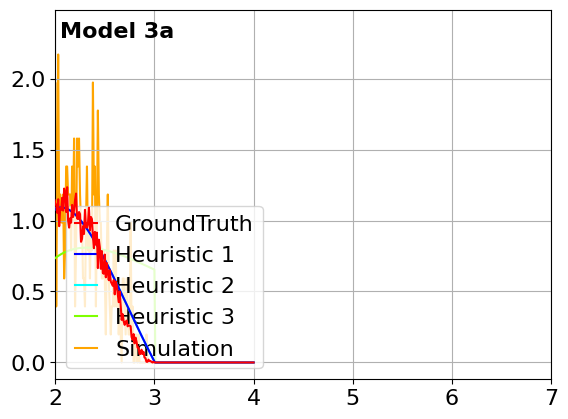 Model 3a
2.0
1.5
1.0
0.5
0.0
GroundTruth
Heuristic 1
Heuristic 2
Heuristic 3
Simulation
2 3 4 5 6 7